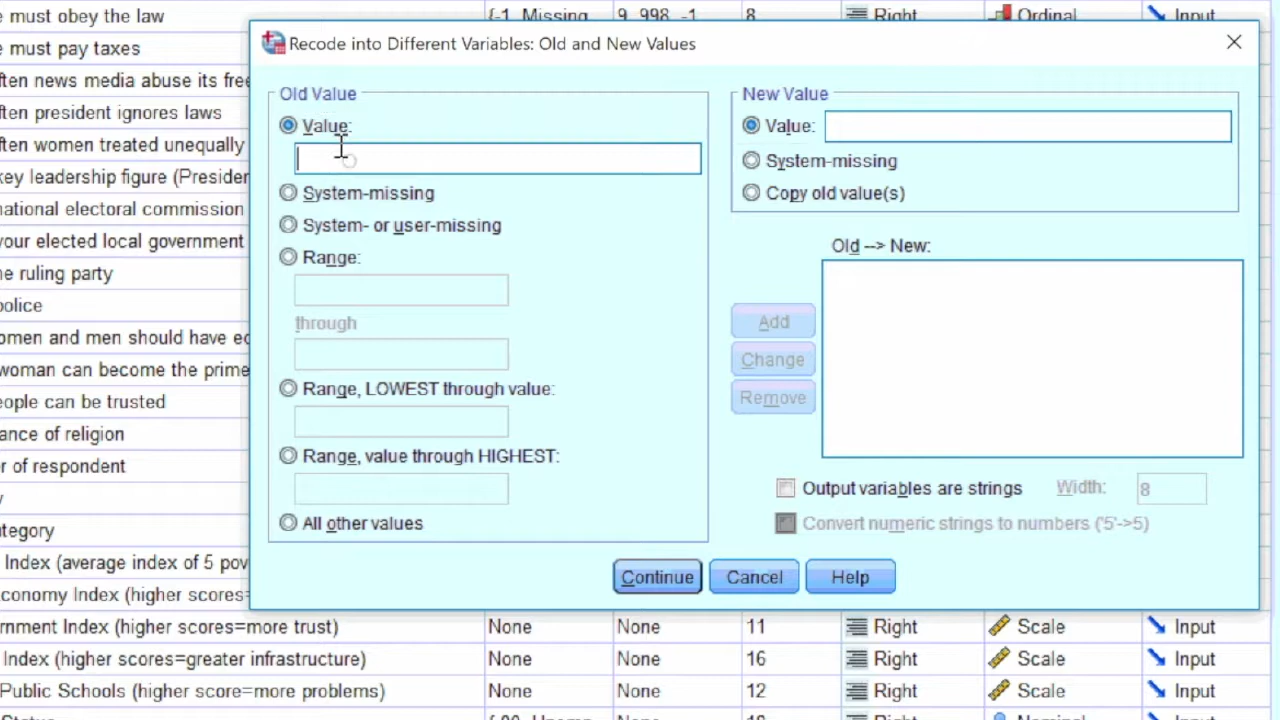 e must obey the law {-1, Missing 9, 998, -1 8 Right Ordinal Input
Recode into Different Variables: Old and New Values
e must pay taxes
ften news media abuse its free
ften president ignores laws
ften women treated unequally
key leadership figure (Presider
national electoral commission
your elected local government
he ruling party
police
omen and men should have ec
woman can become the prime
eople can be trusted
ance of religion
r of respondent
y
ategory
Index (average index of 5 pov
conomy Index (higher scores=
Old Value
Value:
System-missing
System- or user-missing
Range:
through
Range, LOWEST through value:
Range, value through HIGHEST:
All other values
New Value
Value:
System-missing
Copy old value(s)
Old --> New:
Add
Change
Remove
Output variables are strings Width: 8
Convert numeric strings to numbers ('5'->5)
Continue Cancel Help
rnment Index (higher scores=more trust) None None 11 Right Scale Input
Index (higher scores=greater infrastructure) None None 16 Right Scale Input
Public Schools (higher score=more problems) None None 12 Right Scale Input